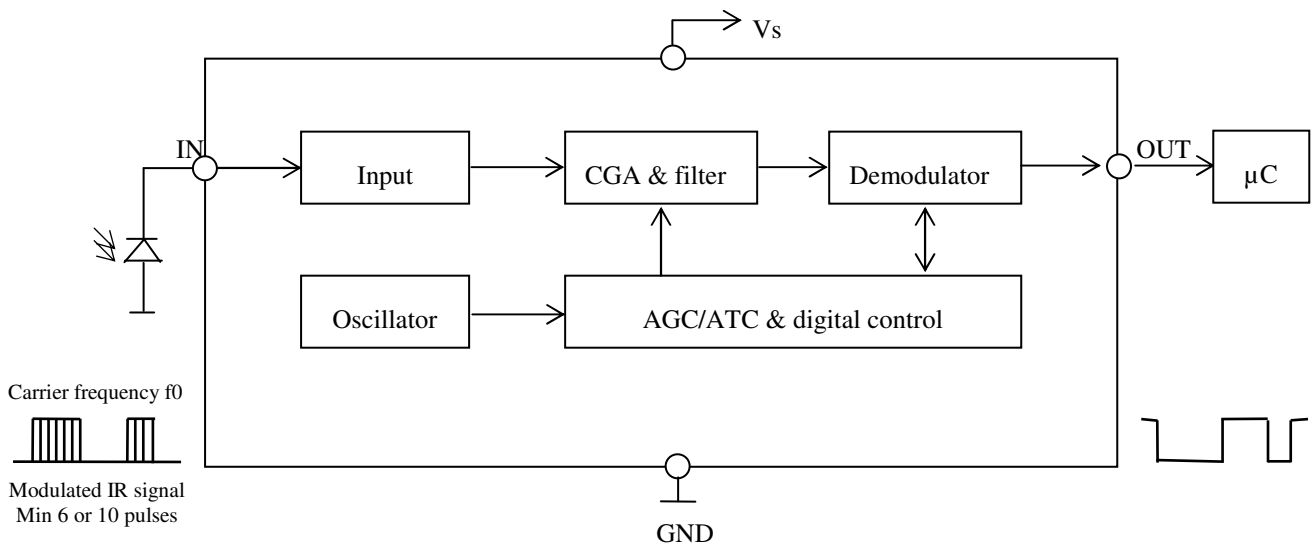 Vs
IN
Input
CGA & filter
Demodulator
OUT
µC
Oscillator
AGC/ATC & digital control
Carrier frequency f0
Modulated IR signal
Min 6 or 10 pulses
GND